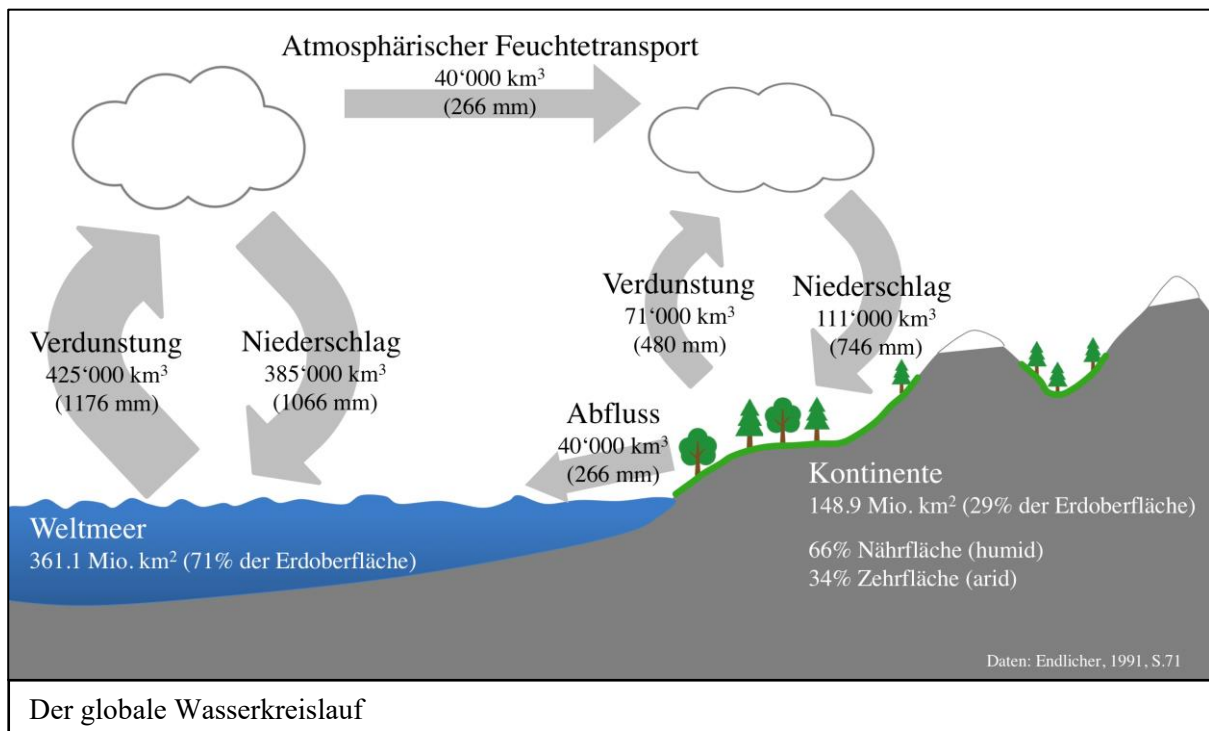 Atmosphärischer Feuchtetransport
40‘000 km³
(266 mm)
Verdunstung
425‘000 km³
(1176 mm)
Niederschlag
385‘000 km³
(1066 mm)
Verdunstung
71‘000 km³
(480 mm)
Niederschlag
111‘000 km³
(746 mm)
Abfluss
40‘000 km³
(266 mm)
Weltmeer
361.1 Mio. km² (71% der Erdoberfläche)
Kontinente
148.9 Mio. km² (29% der Erdoberfläche)
66% Nährfläche (humid)
34% Zehrfläche (arid)
Daten: Endlicher, 1991, S.71
Der globale Wasserkreislauf